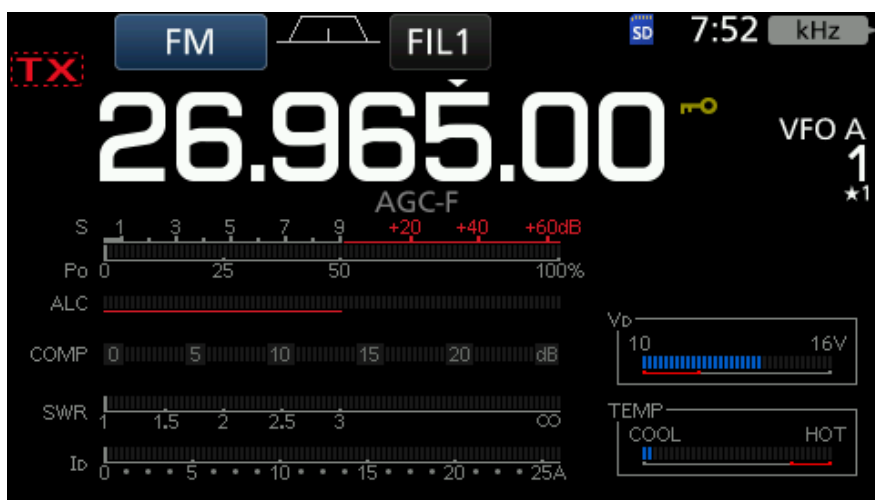 FM FIL1 SD 7:52 kHz
TX
26.965.00
VFO A
1
★1
AGC-F
S 1 3 5 7 9 +20 +40 +60dB
Po 0 25 50 100%
ALC
COMP 0 5 10 15 20 dB
SWR 1 1.5 2 2.5 3 ∞
ID 0 5 10 15 20 25A
VD
10 16V
TEMP
COOL HOT